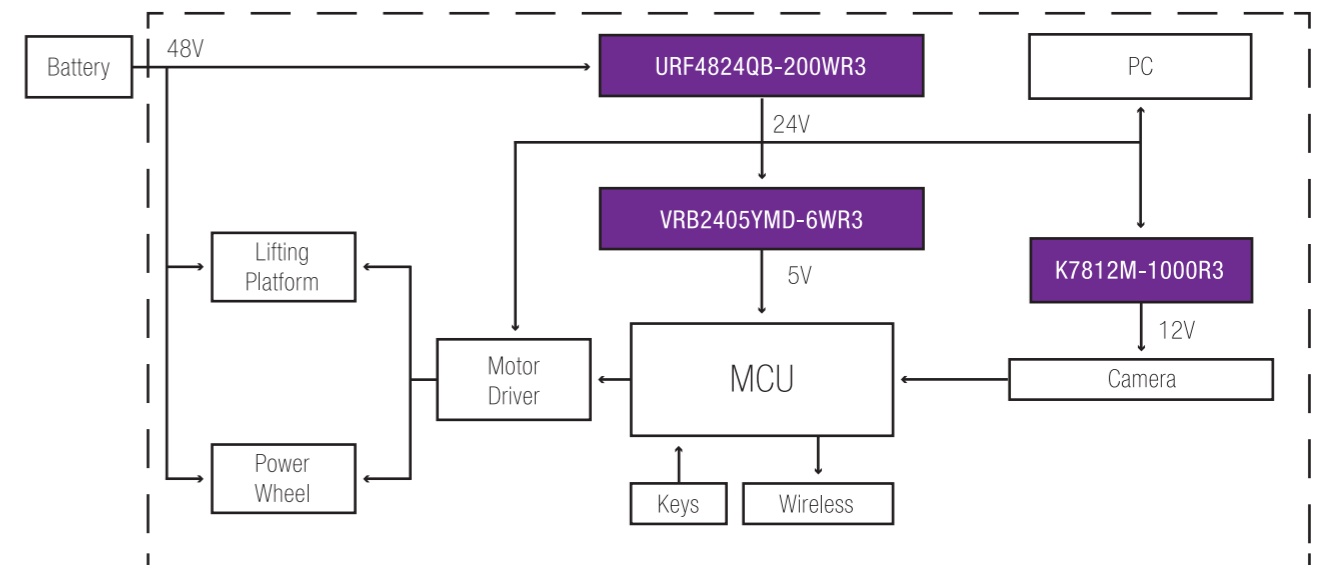 48V
Battery
URF4824QB-200WR3
PC
24V
VRB2405YMD-6WR3
Lifting
Platform
K7812M-1000R3
5V
12V
Motor
Driver
MCU
Camera
Power
Wheel
Keys
Wireless